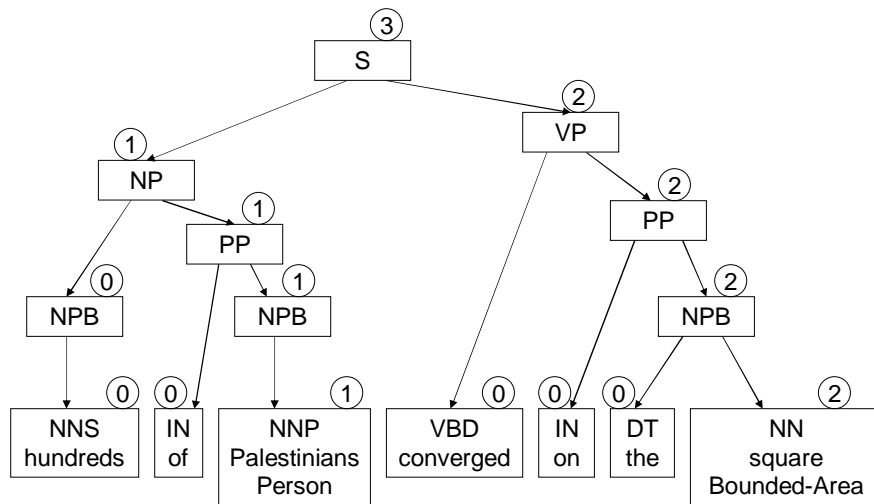 3
S
2
VP
1
NP
2
PP
1
PP
0
NPB
1
NPB
2
NPB
0
NNS
hundreds
0
IN
of
1
NNP
Palestinians
Person
0
VBD
converged
0
IN
on
0
DT
the
2
NN
square
Bounded-Area